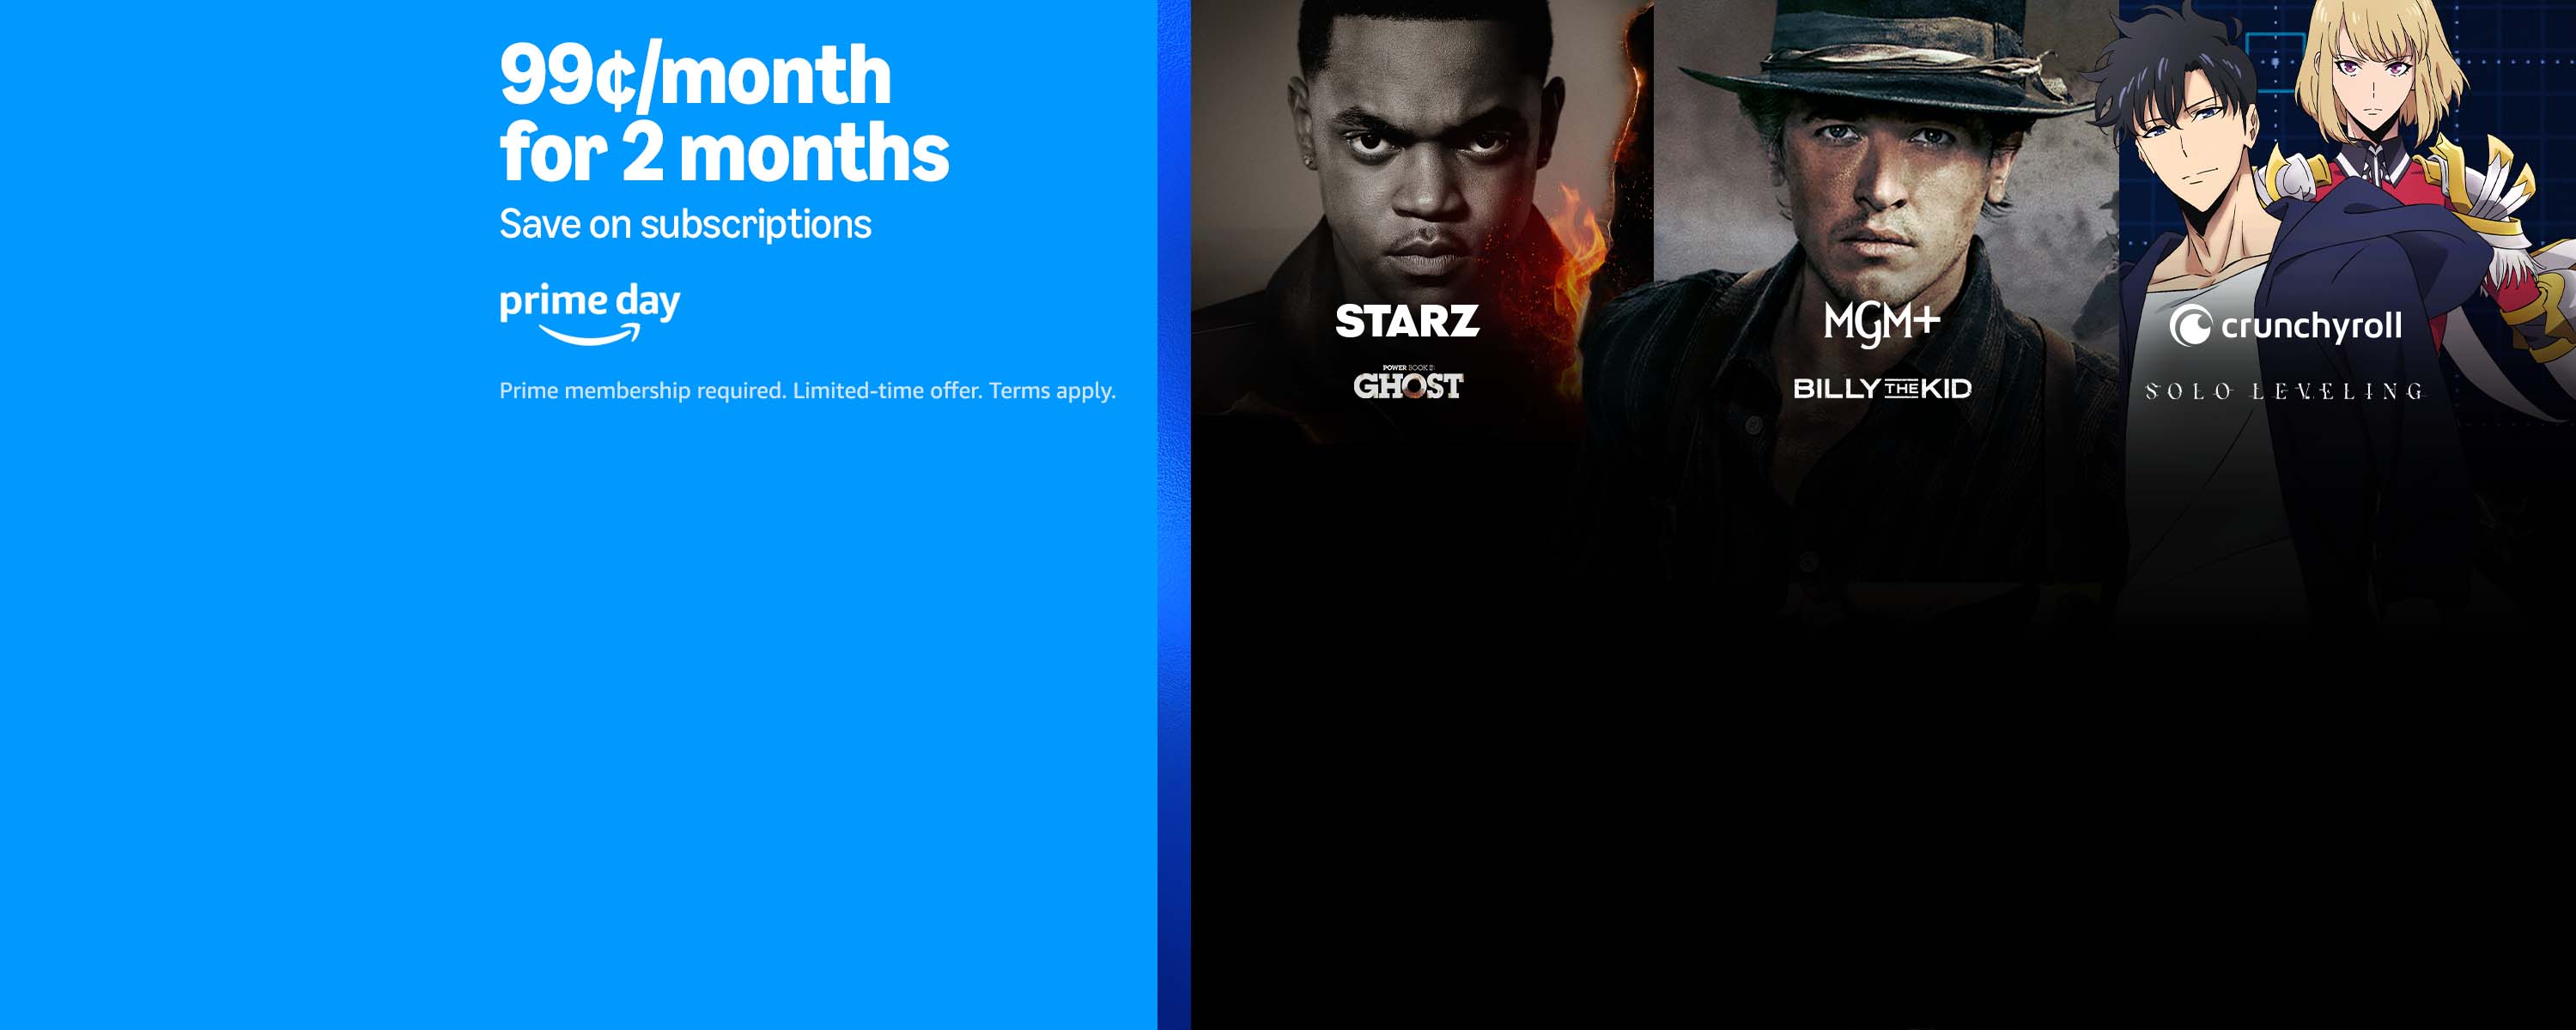 99¢/month
for 2 months
Save on subscriptions
prime day
Prime membership required. Limited-time offer. Terms apply.
STARZ
POWER BOOK II:
GHOST
MGM+
BILLY THE KID
crunchyroll
SOLO LEVELING